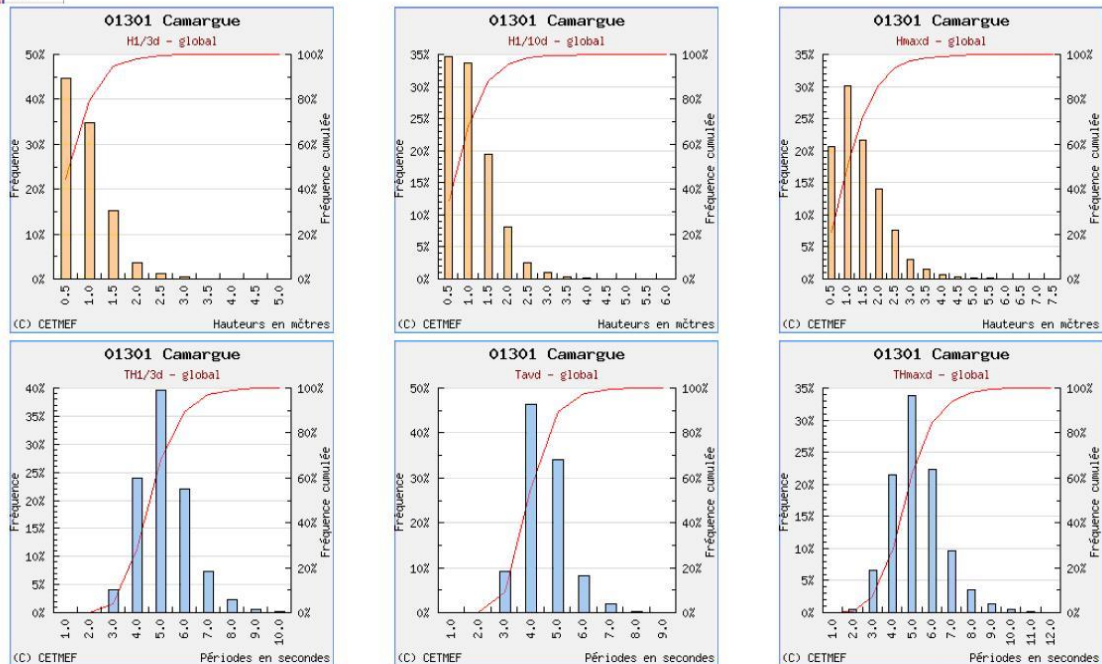 01301 Camargue
H1/3d - global
50%
40%
30%
20%
10%
0%
Fréquence
100%
80%
60%
40%
20%
0%
Fréquence cumulée
0.5 1.0 1.5 2.0 2.5 3.0 3.5 4.0 4.5 5.0
(C) CETMEF Hauteurs en mčtres
01301 Camargue
H1/10d - global
35%
30%
25%
20%
15%
10%
5%
0%
Fréquence
100%
80%
60%
40%
20%
0%
Fréquence cumulée
0.5 1.0 1.5 2.0 2.5 3.0 3.5 4.0 4.5 5.0 5.5 6.0
(C) CETMEF Hauteurs en mčtres
01301 Camargue
Hmaxd - global
35%
30%
25%
20%
15%
10%
5%
0%
Fréquence
100%
80%
60%
40%
20%
0%
Fréquence cumulée
0.5 1.0 1.5 2.0 2.5 3.0 3.5 4.0 4.5 5.0 5.5 6.0 6.5 7.0 7.5
(C) CETMEF Hauteurs en mčtres
01301 Camargue
TH1/3d - global
40%
35%
30%
25%
20%
15%
10%
5%
0%
Fréquence
100%
80%
60%
40%
20%
0%
Fréquence cumulée
1.0 2.0 3.0 4.0 5.0 6.0 7.0 8.0 9.0 10.0
(C) CETMEF Périodes en secondes
01301 Camargue
Tavd - global
50%
40%
30%
20%
10%
0%
Fréquence
100%
80%
60%
40%
20%
0%
Fréquence cumulée
1.0 2.0 3.0 4.0 5.0 6.0 7.0 8.0 9.0
(C) CETMEF Périodes en secondes
01301 Camargue
THmaxd - global
35%
30%
25%
20%
15%
10%
5%
0%
Fréquence
100%
80%
60%
40%
20%
0%
Fréquence cumulée
1.0 2.0 3.0 4.0 5.0 6.0 7.0 8.0 9.0 10.0 11.0 12.0
(C) CETMEF Périodes en secondes